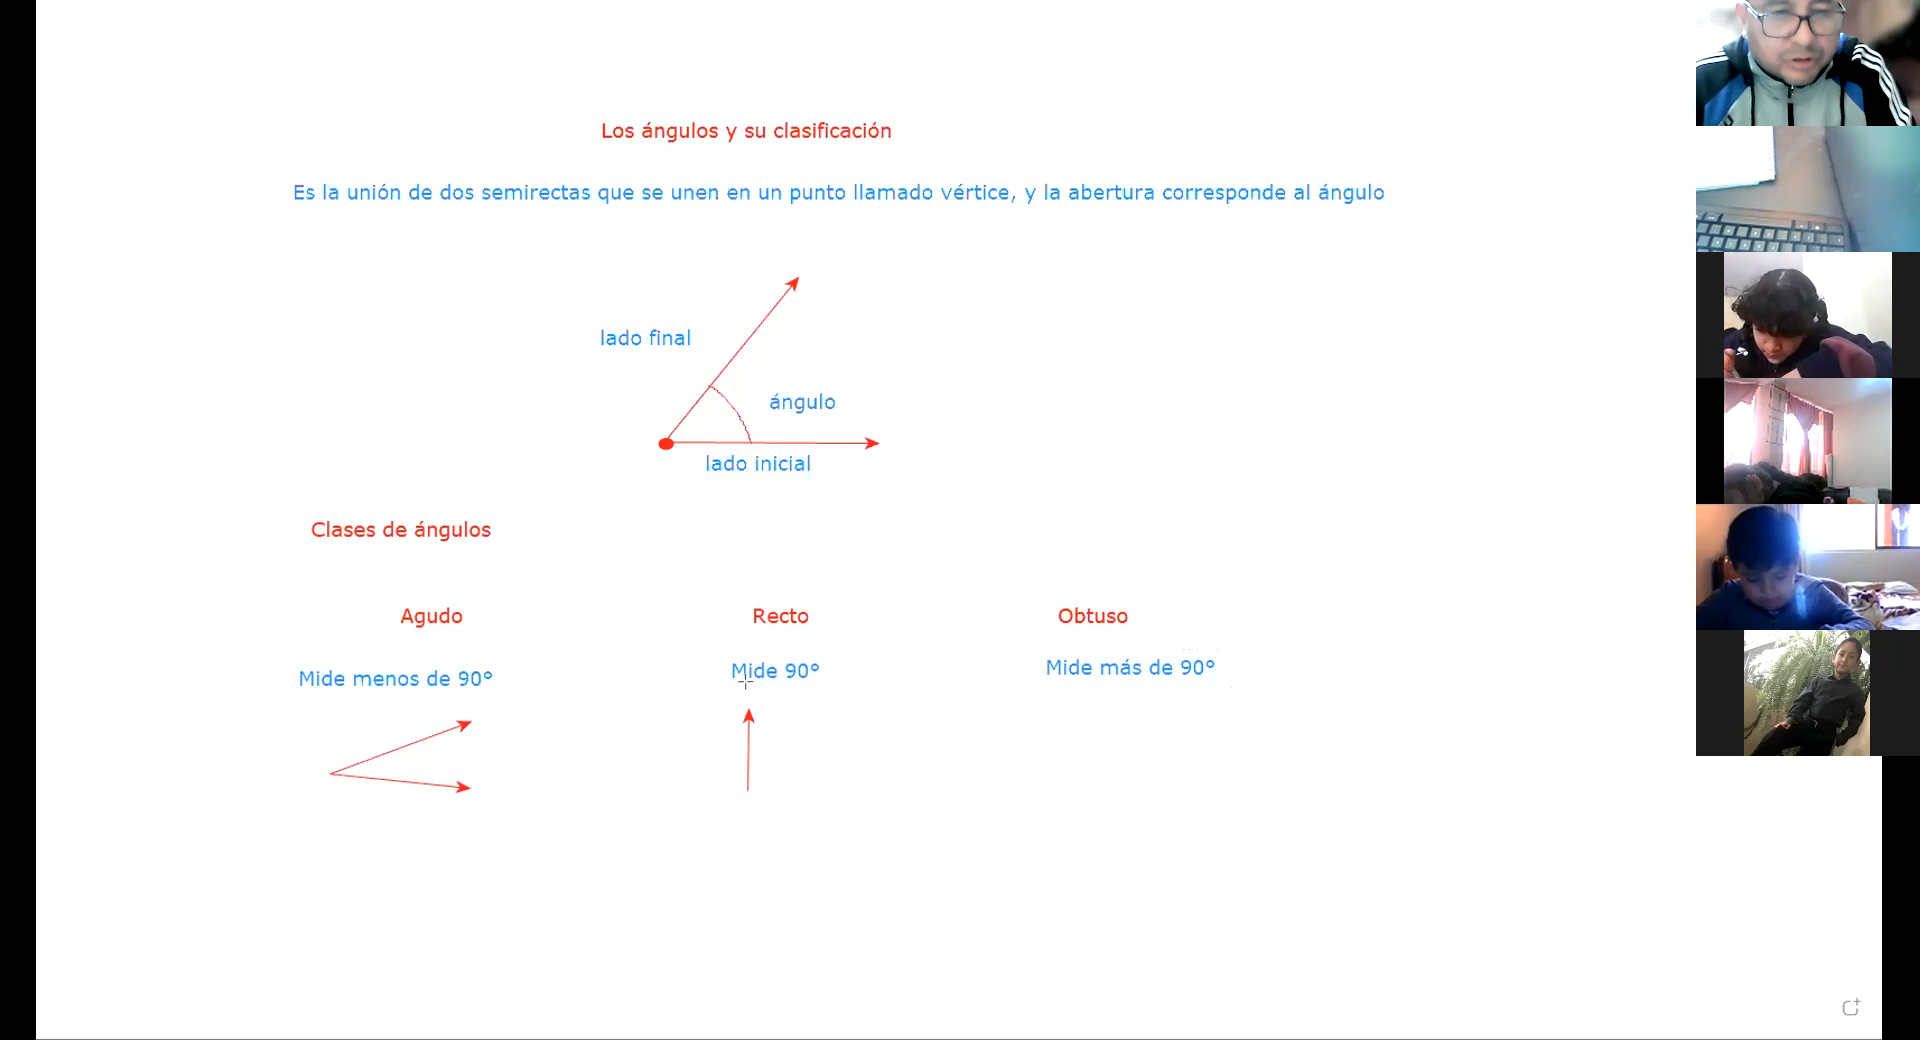 Los ángulos y su clasificación
Es la unión de dos semirectas que se unen en un punto llamado vértice, y la abertura corresponde al ángulo
lado final
ángulo
lado inicial
Clases de ángulos
Agudo
Recto
Obtuso
Mide menos de 90°
Mide 90°
Mide más de 90°